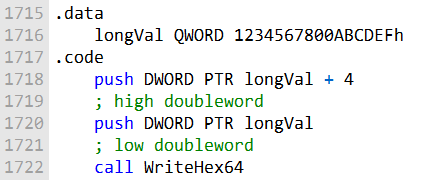 1715 .data
1716     longVal QWORD 1234567800ABCDEFh
1717 .code
1718     push DWORD PTR longVal + 4
1719     ; high doubleword
1720     push DWORD PTR longVal
1721     ; low doubleword
1722     call WriteHex64